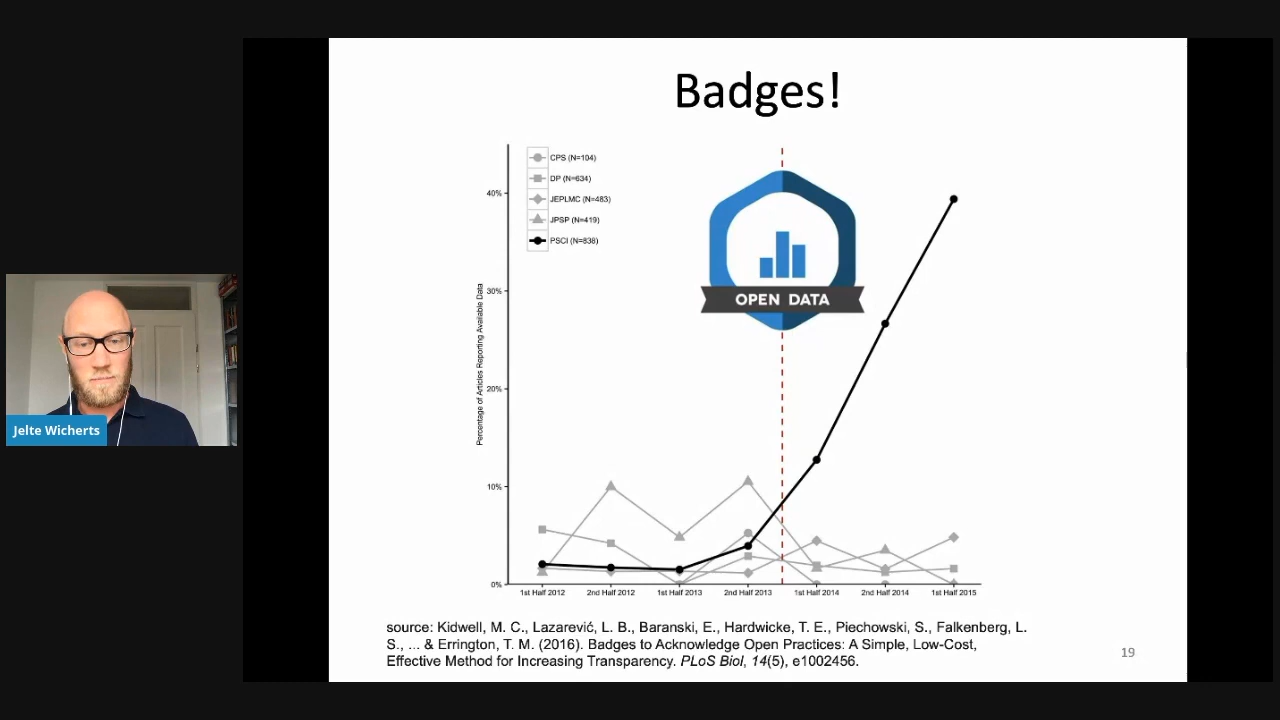 Badges!
CPS (N=104)
DP (N=634)
JEPLMC (N=483)
JPSP (N=419)
PSCI (N=838)
40%
30%
20%
10%
0%
Percentage of Articles Reporting Available Data
OPEN DATA
1st Half 2012
2nd Half 2012
1st Half 2013
2nd Half 2013
1st Half 2014
2nd Half 2014
1st Half 2015
source: Kidwell, M. C., Lazarević, L. B., Baranski, E., Hardwicke, T. E., Piechowski, S., Falkenberg, L.
S., ... & Errington, T. M. (2016). Badges to Acknowledge Open Practices: A Simple, Low-Cost,
Effective Method for Increasing Transparency. PLoS Biol, 14(5), e1002456.
19
Jelte Wicherts